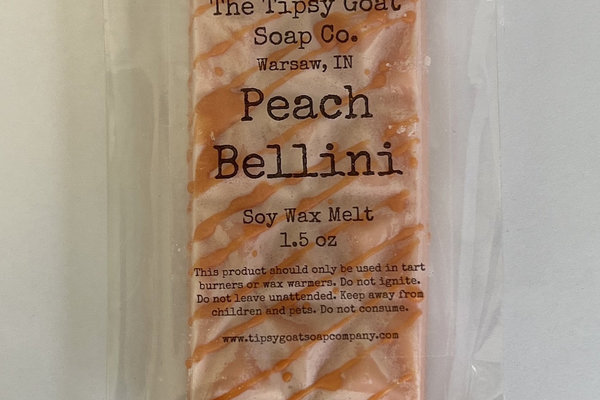 The Tipsy Goat
Soap Co.
Warsaw, IN
Peach
Bellini
Soy Wax Melt
1.5 oz
This product should only be used in tart
burners or wax warmers. Do not ignite.
Do not leave unattended. Keep away from
children and pets. Do not consume.
www.tipsygoatsoapcompany.com